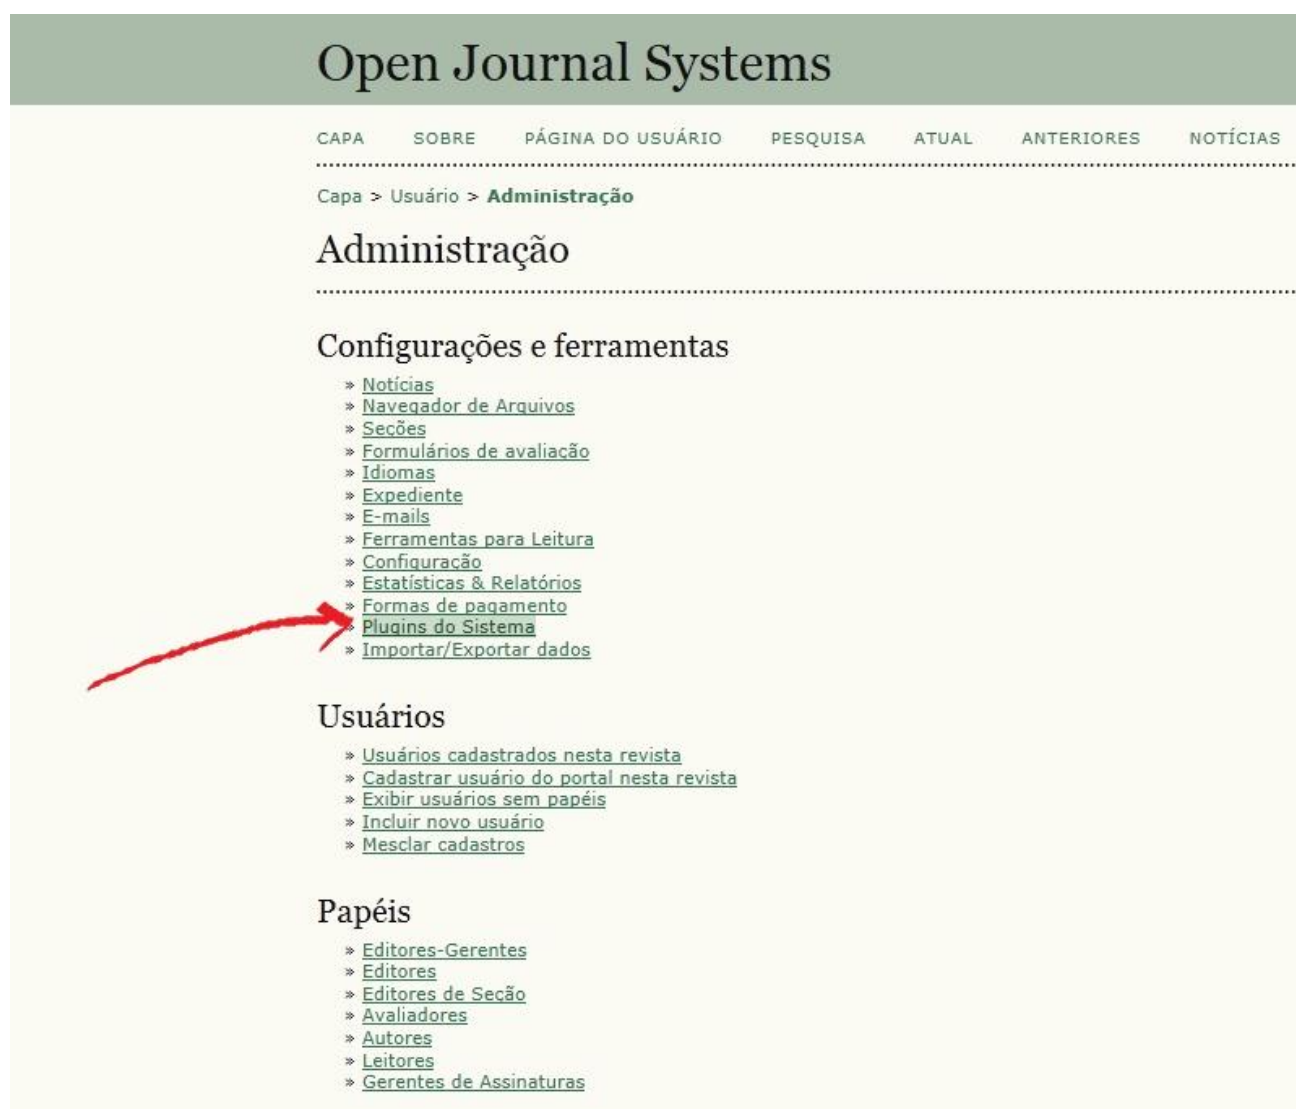 Open Journal Systems
CAPA SOBRE PÁGINA DO USUÁRIO PESQUISA ATUAL ANTERIORES NOTÍCIAS
Capa > Usuário > Administração
Administração
Configurações e ferramentas
» Notícias
» Navegador de Arquivos
» Seções
» Formulários de avaliação
» Idiomas
» Expediente
» E-mails
» Ferramentas para Leitura
» Configuração
» Estatísticas & Relatórios
» Formas de pagamento
» Plugins do Sistema
» Importar/Exportar dados
Usuários
» Usuários cadastrados nesta revista
» Cadastrar usuário do portal nesta revista
» Exibir usuários sem papéis
» Incluir novo usuário
» Mesclar cadastros
Papéis
» Editores-Gerentes
» Editores
» Editores de Seção
» Avaliadores
» Autores
» Leitores
» Gerentes de Assinaturas